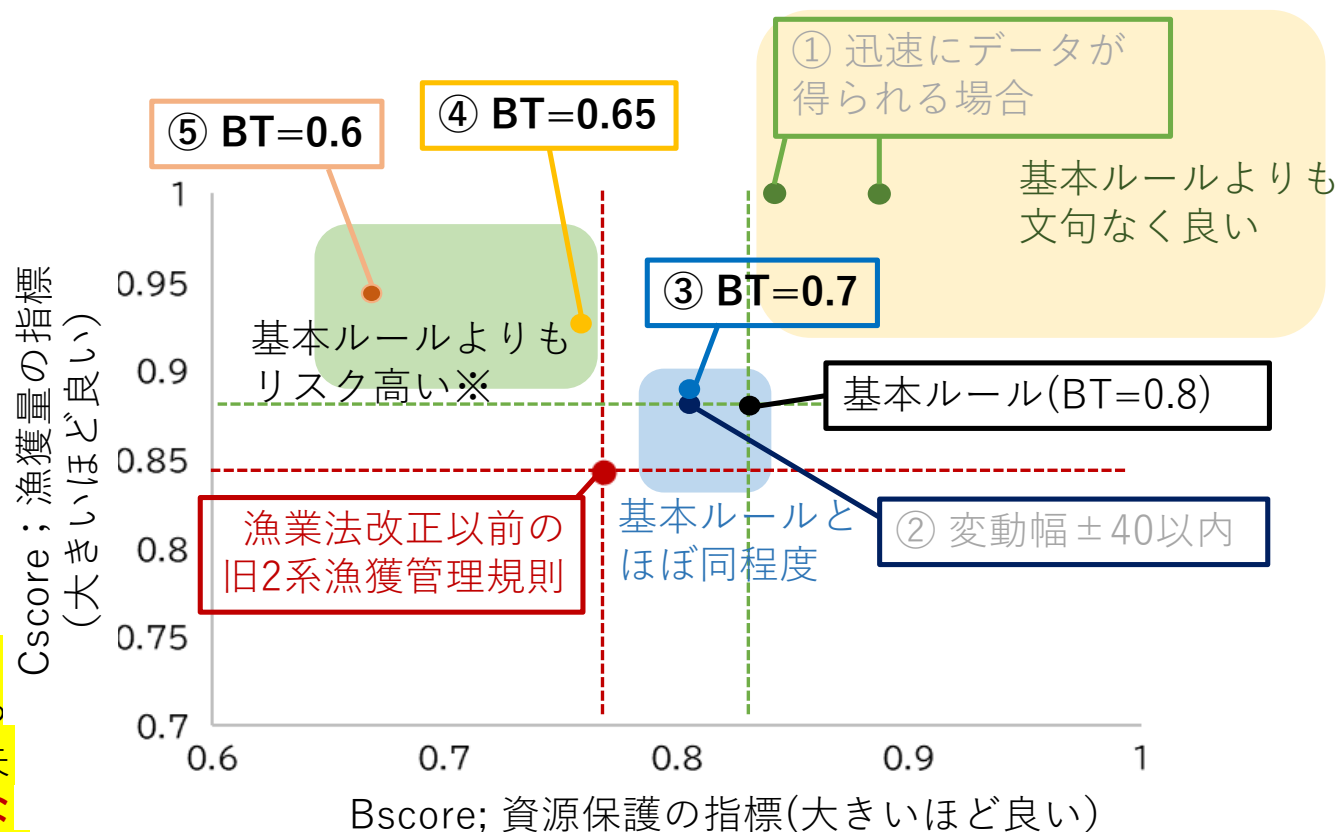 ① 迅速にデータが
得られる場合
④ BT=0.65
⑤ BT=0.6
基本ルールよりも
文句なく良い
③ BT=0.7
基本ルールよりも
リスク高い※
基本ルール(BT=0.8)
漁業法改正以前の
旧2系漁獲管理規則
基本ルールと
ほぼ同程度
② 変動幅±40以内
Cscore；漁獲量の指標
(大きいほど良い)
1
0.95
0.9
0.85
0.8
0.75
0.7
0.6
0.7
0.8
0.9
1
Bscore; 資源保護の指標(大きいほど良い)